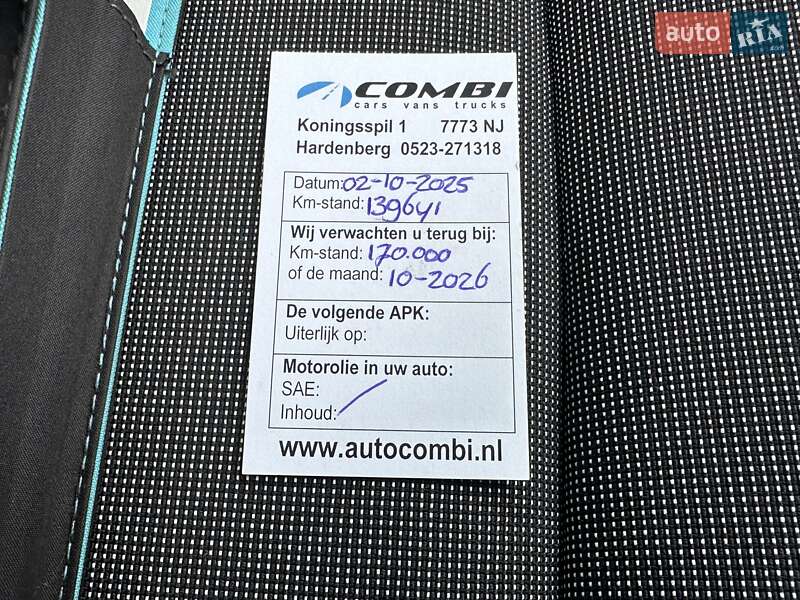 auto RIA.com
COMBI
cars vans trucks
Koningsspil 1 7773 NJ
Hardenberg 0523-271318
Datum: 02-10-2025
Km-stand: 139641
Wij verwachten u terug bij:
Km-stand: 170.000
of de maand: 10-2026
De volgende APK:
Uiterlijk op:
Motorolie in uw auto:
SAE:
Inhoud:
www.autocombi.nl